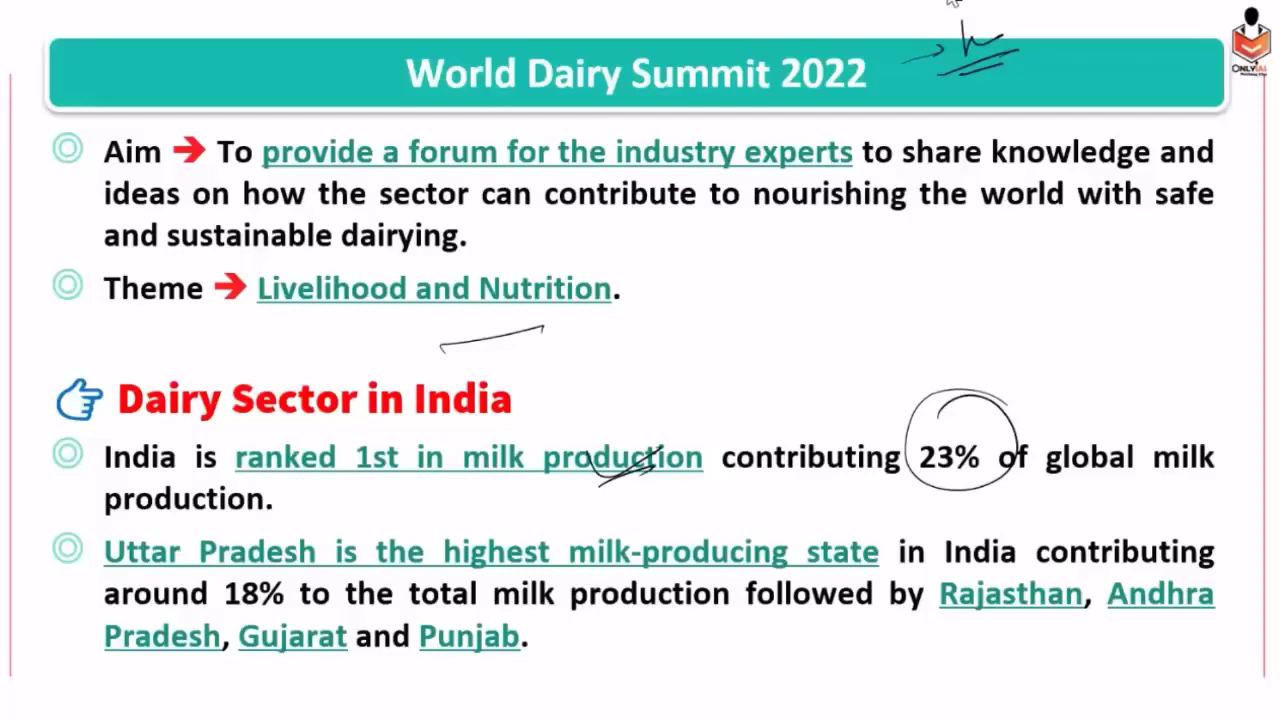 World Dairy Summit 2022
Aim → To provide a forum for the industry experts to share knowledge and
ideas on how the sector can contribute to nourishing the world with safe
and sustainable dairying.
Theme → Livelihood and Nutrition.
Dairy Sector in India
India is ranked 1st in milk production contributing 23% of global milk
production.
Uttar Pradesh is the highest milk-producing state in India contributing
around 18% to the total milk production followed by Rajasthan, Andhra
Pradesh, Gujarat and Punjab.